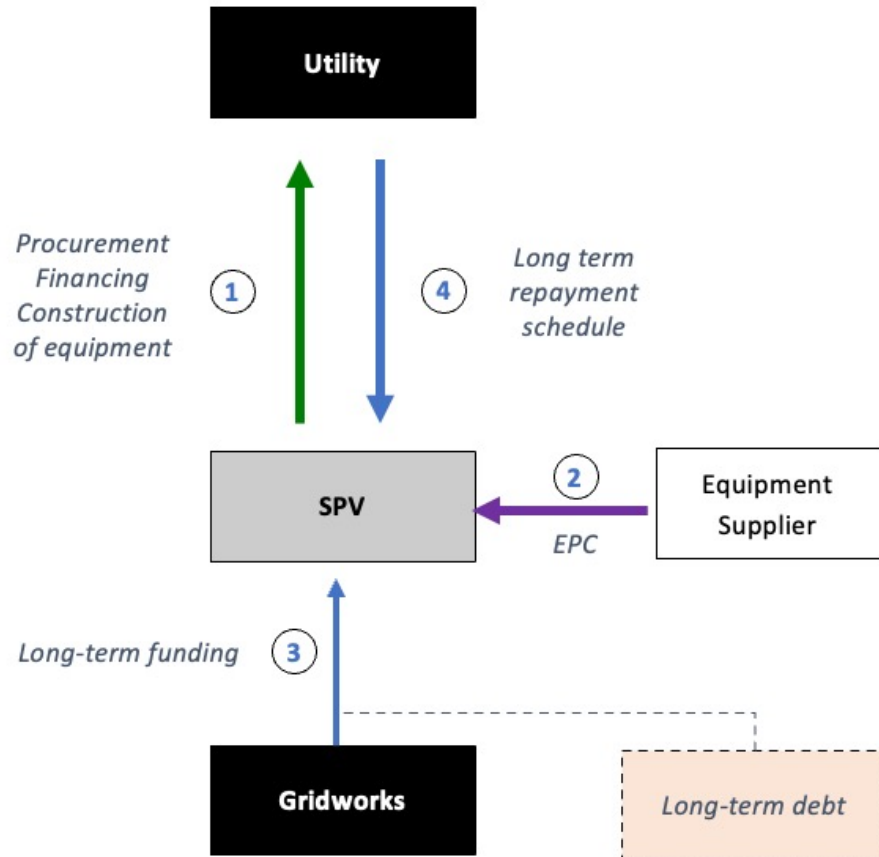 Utility
Procurement
Financing
Construction
of equipment
1
4
Long term
repayment
schedule
SPV
2
EPC
Equipment
Supplier
Long-term funding
3
Gridworks
Long-term debt